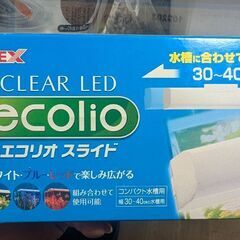 EX
CLEAR LED
水槽に合わせて
30～40
ecolio
エコリオ スライド
ワイト・ブルー・レッドで楽しみ広がる
組み合わせて
使用可能
コンパクト水槽用
幅30～40cm水槽用